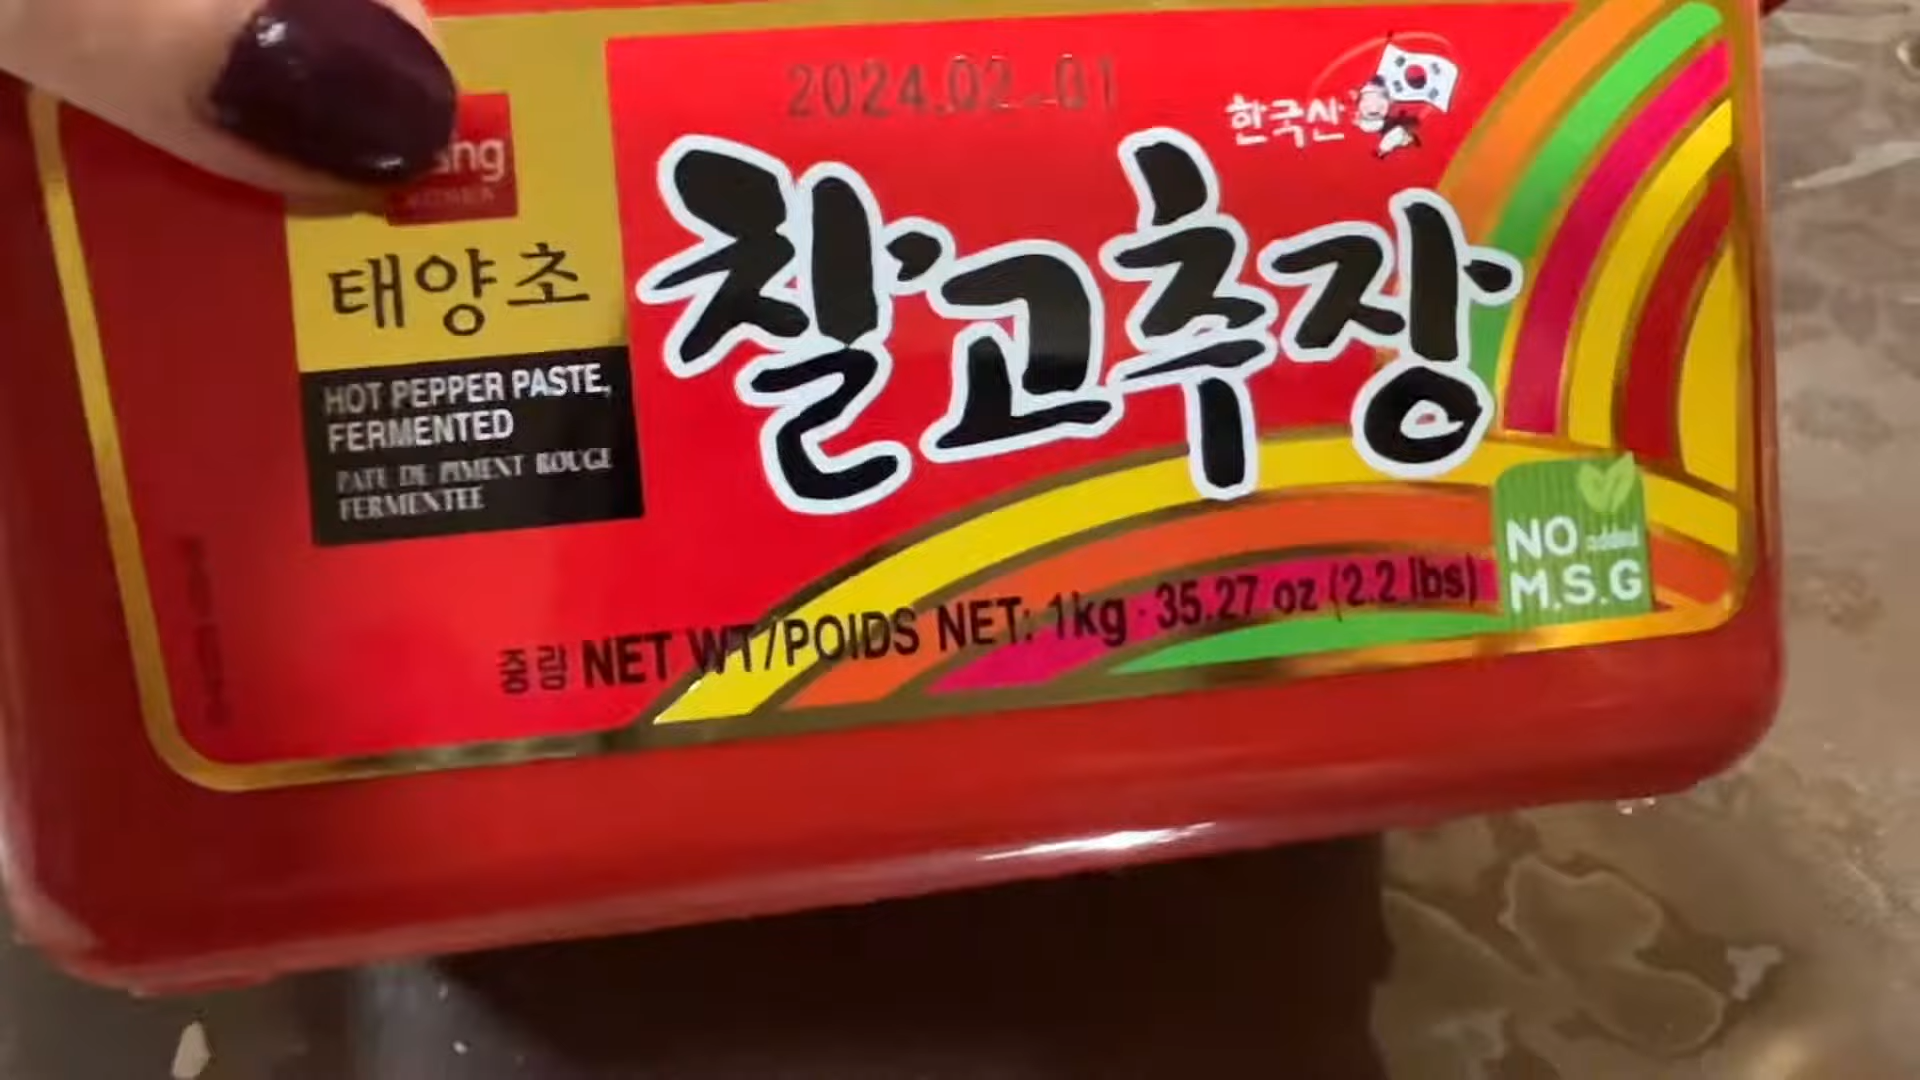 2024.02.01
한국산
ang
태양초
찰고추장
HOT PEPPER PASTE,
FERMENTED
PATE DE PIMENT ROUGE
FERMENTEE
NO added
M.S.G
중량 NET WT/POIDS NET: 1kg · 35.27 oz (2.2 lbs)